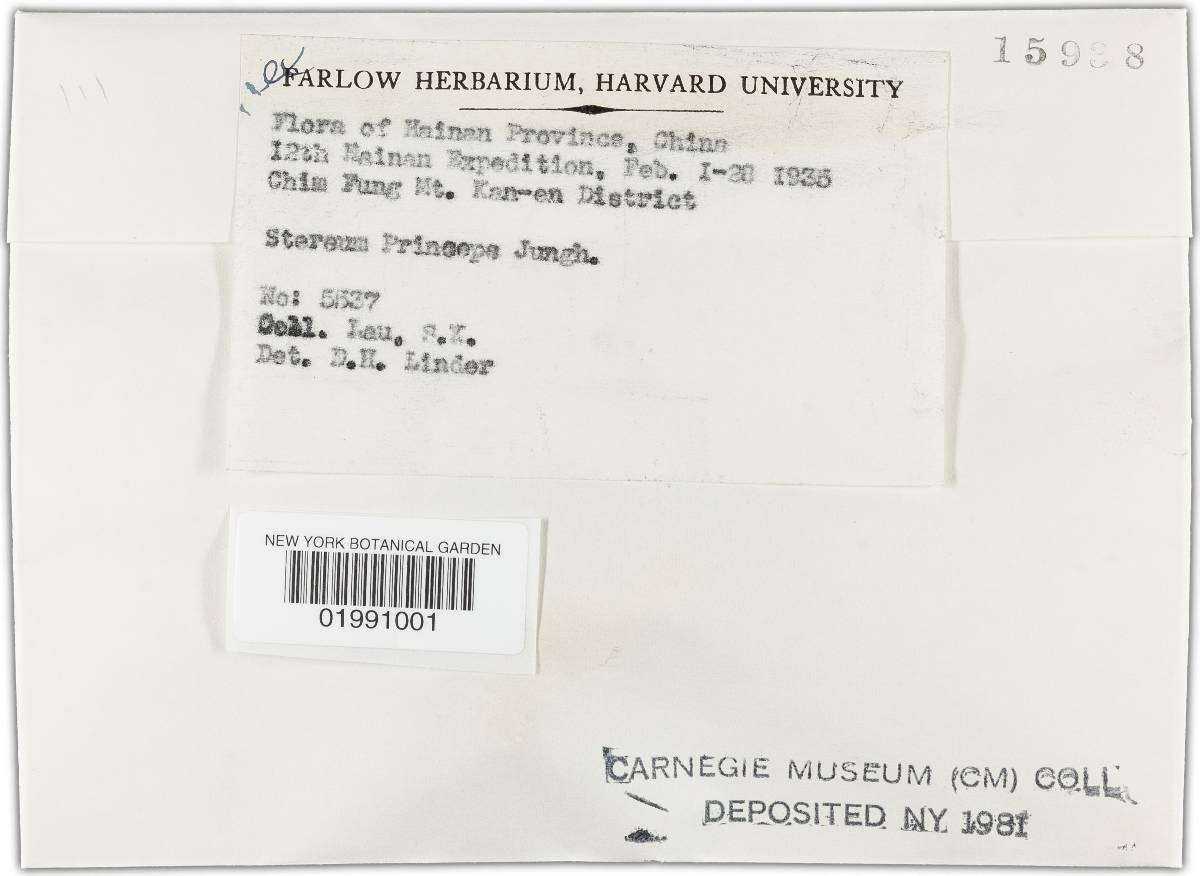 15988
FARLOW HERBARIUM, HARVARD UNIVERSITY
Flora of Hainan Province, China
12th Hainan Expedition, Feb. 1-28 1935
Chim Fung Mt. Kan-en District
Stereum Princeps Jungh.
No: 5537
Coll. Lau, S.K.
Det. D.H. Linder
NEW YORK BOTANICAL GARDEN
01991001
CARNEGIE MUSEUM (CM) COLL.
DEPOSITED NY 1981